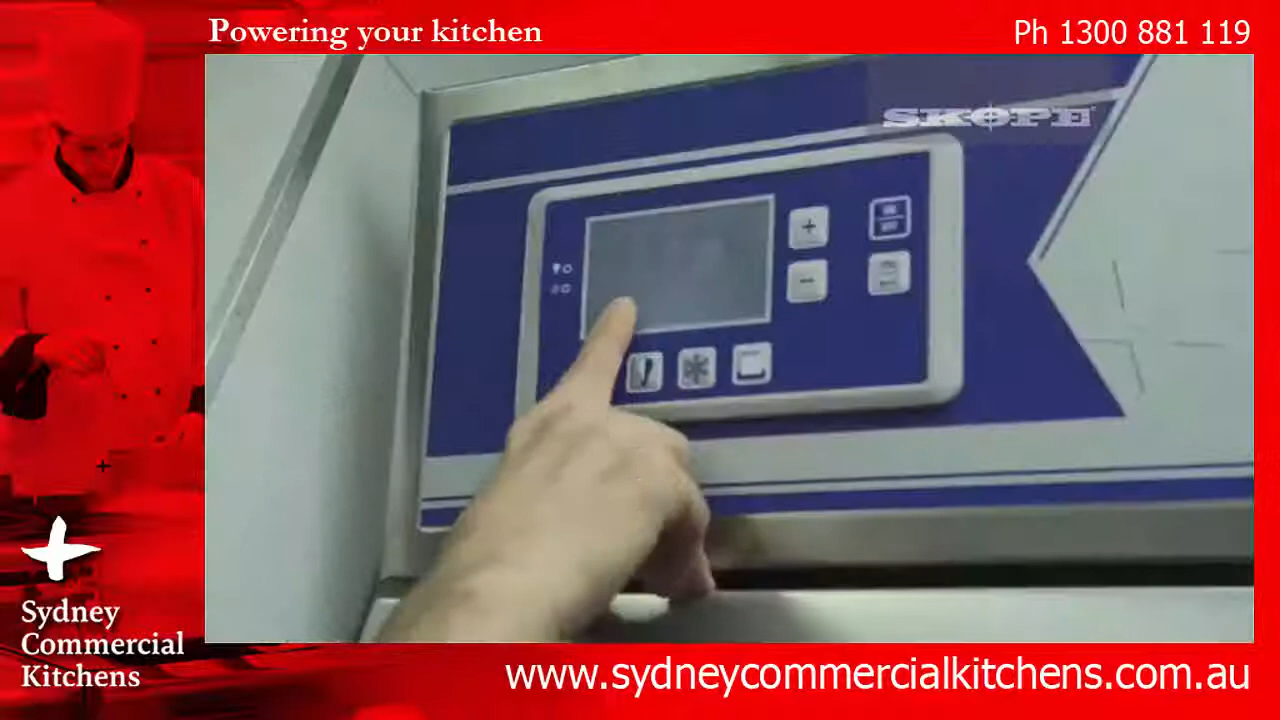 Powering your kitchen
Ph 1300 881 119
SKOPE
Sydney
Commercial
Kitchens
www.sydneycommercialkitchens.com.au